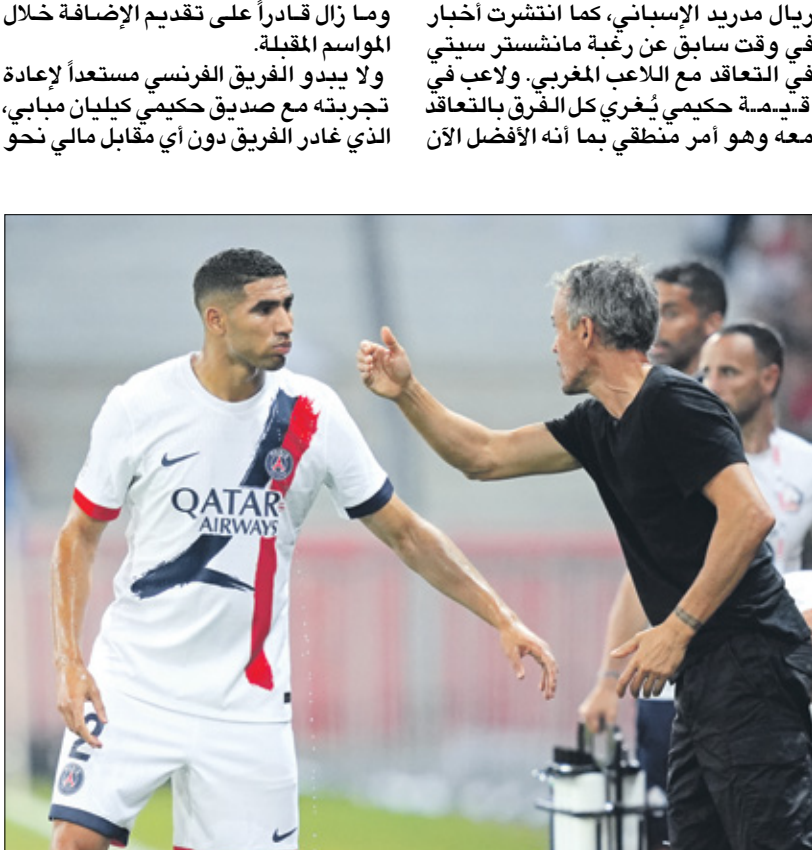 ريال مدريد الإسباني، كما انتشرت أخبار
في وقت سابق عن رغبة مانشستر سيتي
في التعاقد مع اللاعب المغربي. ولاعب في
قيمة حكيمي يُغري كل الفرق بالتعاقد
معه وهو أمر منطقي بما أنه الأفضل الآن
وما زال قادراً على تقديم الإضافة خلال
المواسم المقبلة.
ولا يبدو الفريق الفرنسي مستعداً لإعادة
تجربته مع صديق حكيمي كيليان مبابي،
الذي غادر الفريق دون أي مقابل مالي نحو
QATAR
AIRWAYS
2